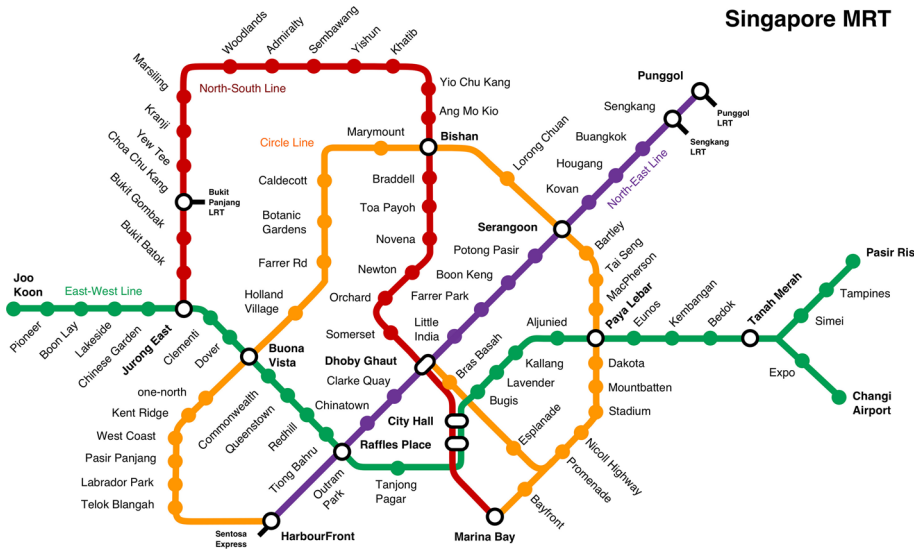 Singapore MRT
Woodlands
Admiralty
Sembawang
Yishun
Khatib
Marsiling
North-South Line
Yio Chu Kang
Punggol
Kranji
Ang Mo Kio
Sengkang
Punggol
LRT
Yew Tee
Circle Line
Marymount
Bishan
Lorong Chuan
Buangkok
Sengkang
LRT
Choa Chu Kang
Caldecott
Braddell
Hougang
North-East Line
Bukit
Panjang
LRT
Kovan
Bukit Gombak
Botanic
Gardens
Toa Payoh
Serangoon
Bukit Batok
Novena
Potong Pasir
Bartley
Farrer Rd
Newton
Boon Keng
Tai Seng
Pasir Ris
Joo
Koon
East-West Line
Holland
Village
Orchard
Farrer Park
MacPherson
Tampines
Pioneer
Boon Lay
Lakeside
Chinese Garden
Jurong East
Clementi
Dover
Buona
Vista
Somerset
Little
India
Aljunied
Paya Lebar
Eunos
Kembangan
Bedok
Tanah Merah
Simei
Dhoby Ghaut
Bras Basah
Kallang
Dakota
Expo
one-north
Clarke Quay
Lavender
Mountbatten
Changi
Airport
Kent Ridge
Commonwealth
Chinatown
Bugis
Stadium
West Coast
Queenstown
City Hall
Esplanade
Nicoll Highway
Pasir Panjang
Redhill
Raffles Place
Promenade
Labrador Park
Tiong Bahru
Outram
Park
Tanjong
Pagar
Telok Blangah
Bayfront
Sentosa
Express
HarbourFront
Marina Bay